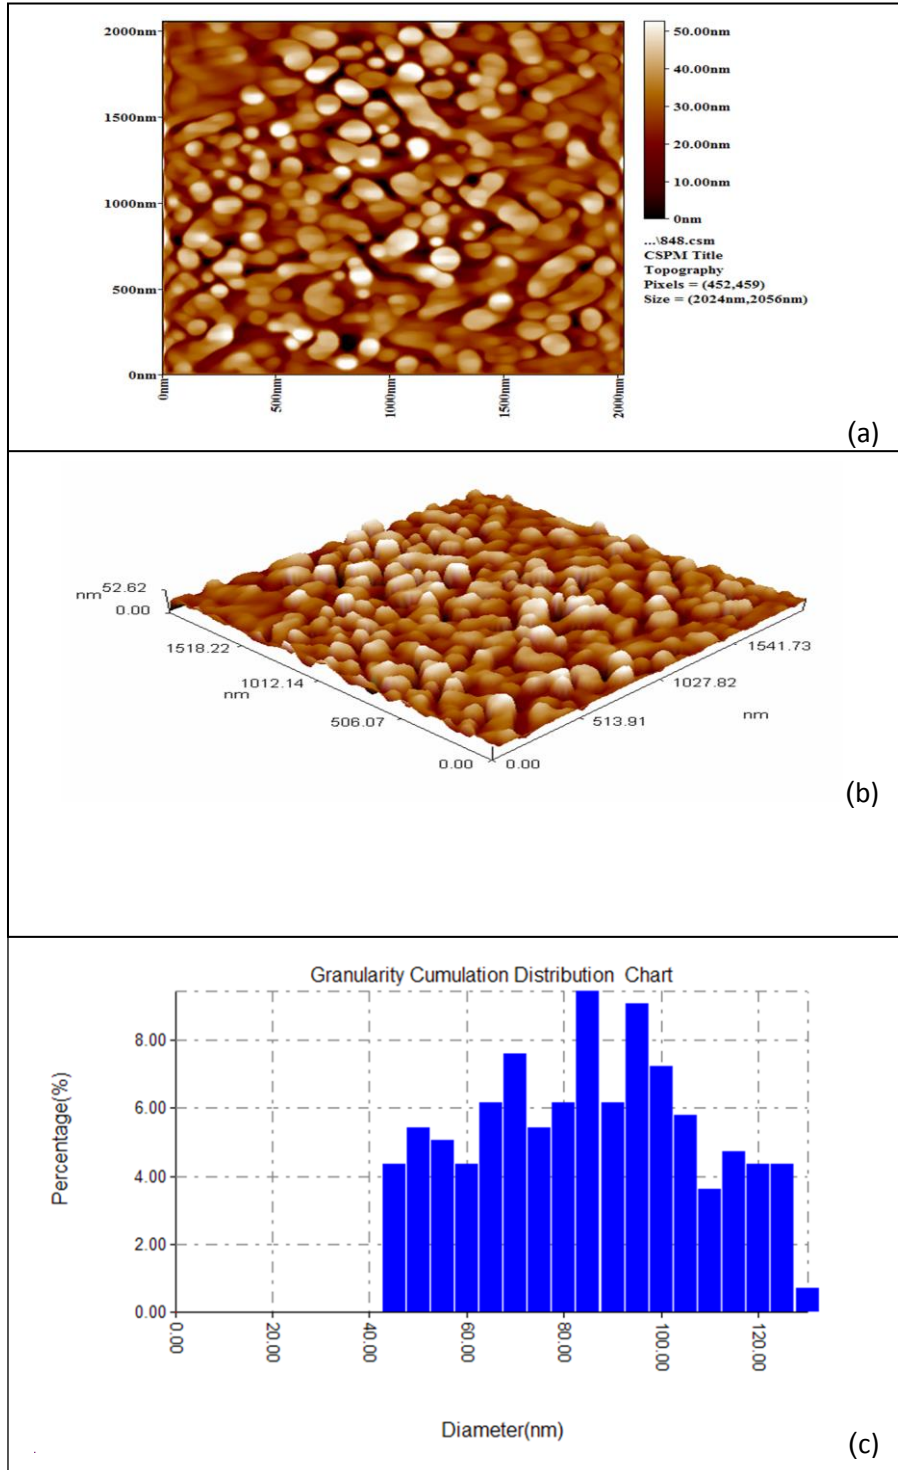 2000nm
1500nm
1000nm
500nm
0nm
0nm
500nm
1000nm
1500nm
2000nm
50.00nm
40.00nm
30.00nm
20.00nm
10.00nm
0nm
...\848.csm
CSPM Title
Topography
Pixels = (452,459)
Size = (2024nm,2056nm)
(a)
nm 52.62
0.00
1518.22
1012.14
nm
506.07
0.00
0.00
513.91
1027.82
nm
1541.73
(b)
Granularity Cumulation Distribution Chart
Percentage(%)
8.00
6.00
4.00
2.00
0.00
0.00
20.00
40.00
60.00
80.00
100.00
120.00
Diameter(nm)
(c)